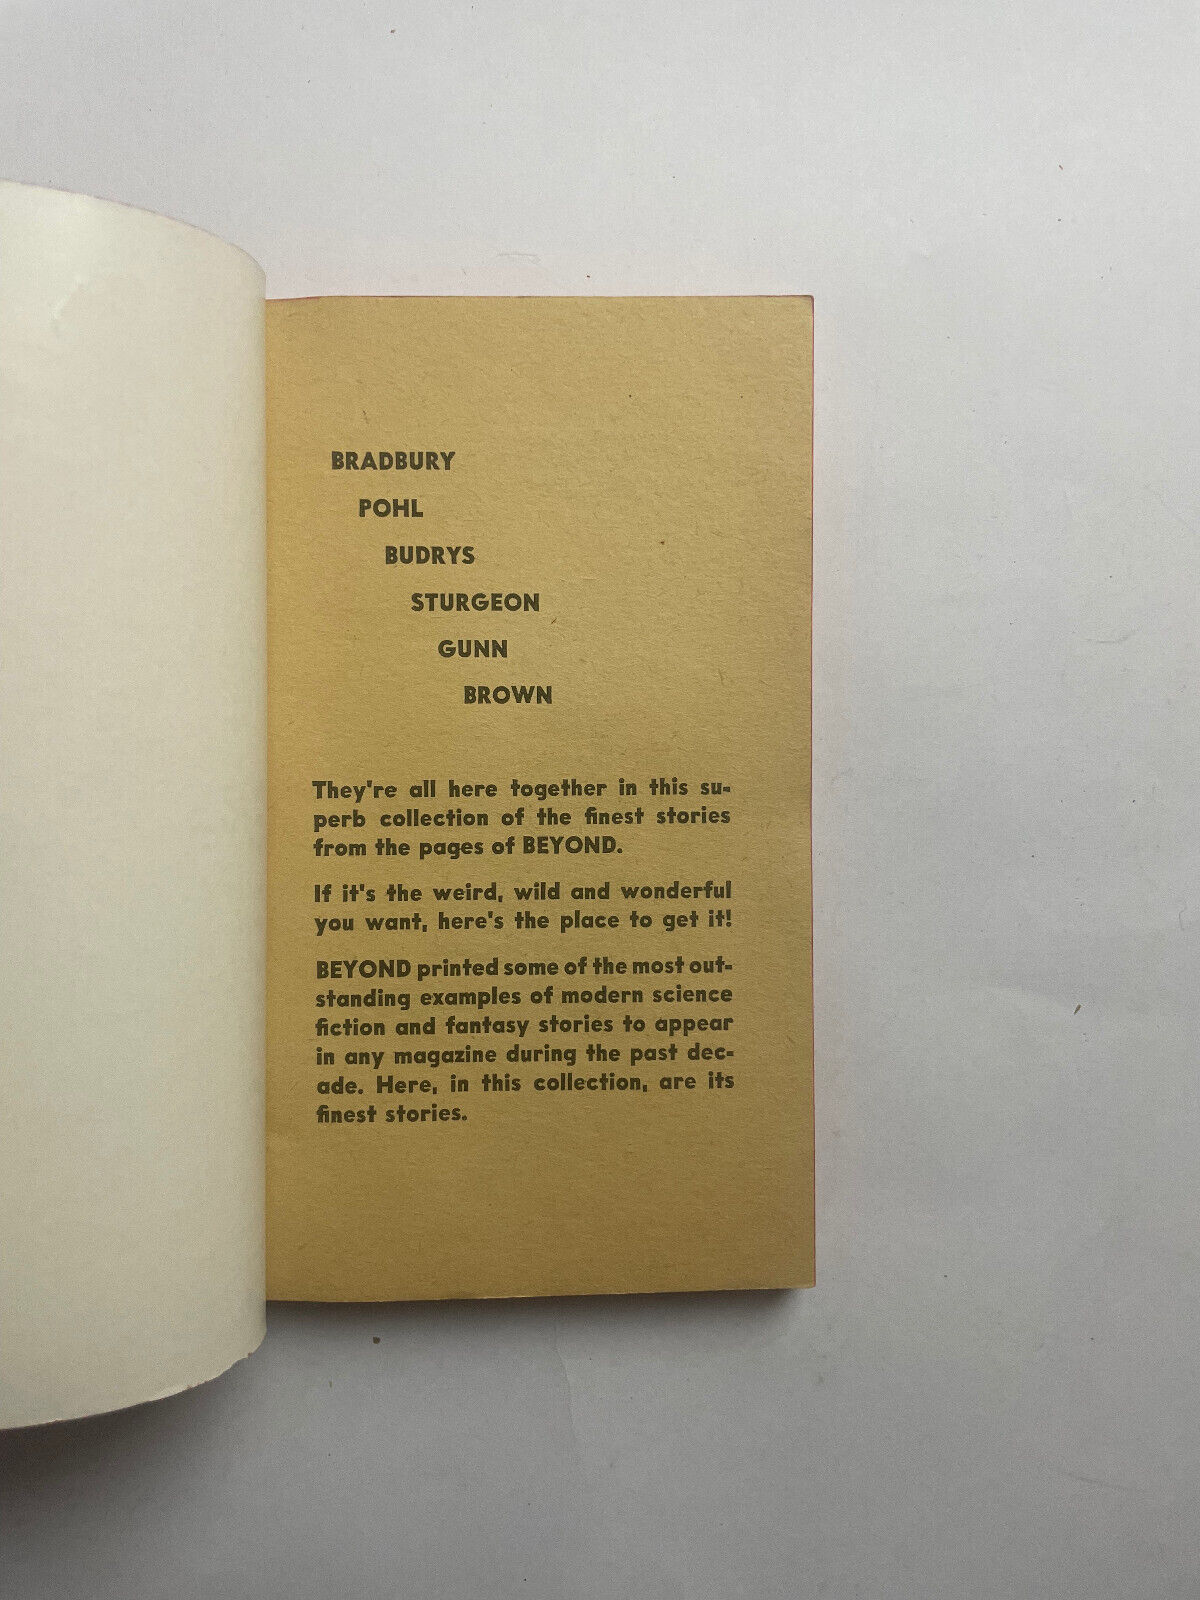 BRADBURY
POHL
BUDRYS
STURGEON
GUNN
BROWN
They're all here together in this su-
perb collection of the finest stories
from the pages of BEYOND.
If it's the weird, wild and wonderful
you want, here's the place to get it!
BEYOND printed some of the most out-
standing examples of modern science
fiction and fantasy stories to appear
in any magazine during the past dec-
ade. Here, in this collection, are its
finest stories.